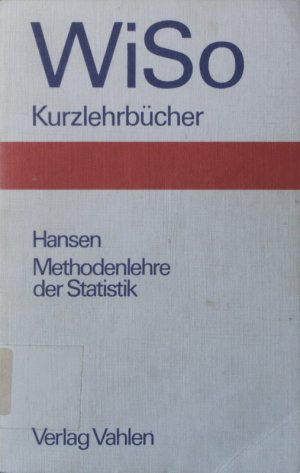 WiSo
Kurzlehrbücher
Hansen
Methodenlehre
der Statistik
Verlag Vahlen